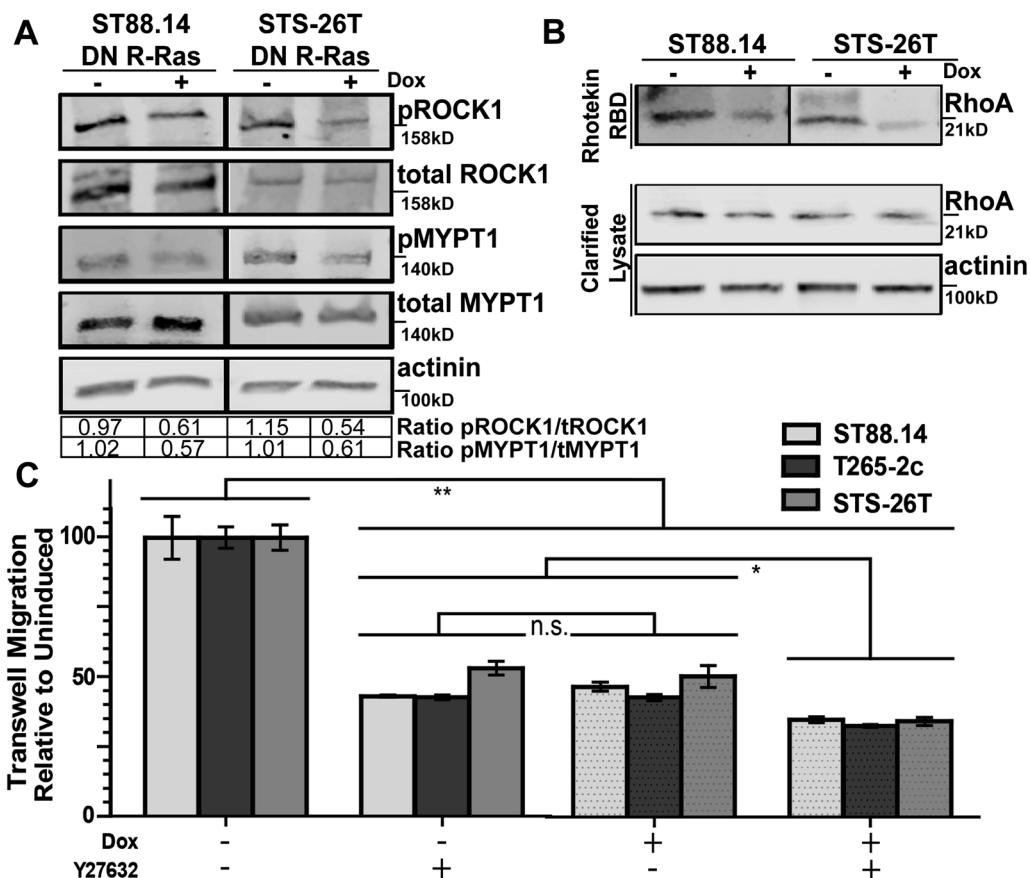 A
ST88.14 STS-26T
DN R-Ras DN R-Ras
- + - + Dox
pROCK1
158kD
total ROCK1
158kD
pMYPT1
140kD
total MYPT1
140kD
actinin
100kD
0.97 0.61 1.15 0.54 Ratio pROCK1/tROCK1
1.02 0.57 1.01 0.61 Ratio pMYPT1/tMYPT1
B
ST88.14 STS-26T
- + - + Dox
Rhotekin
RBD
RhoA
21kD
Clarified
Lysate
RhoA
21kD
actinin
100kD
C
ST88.14
T265-2c
STS-26T
Transwell Migration
Relative to Uninduced
100
50
0
**
*
n.s.
Dox - - + +
Y27632 - + - +